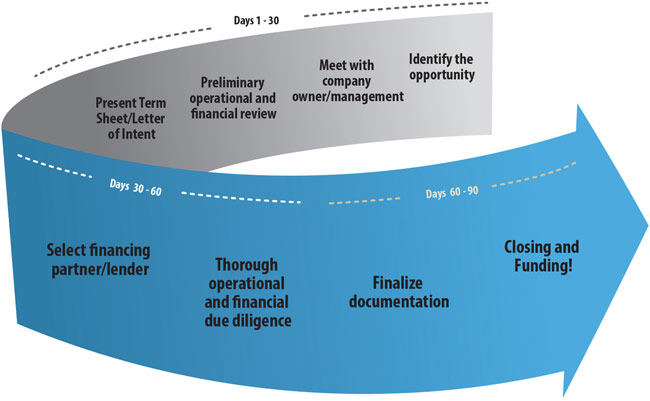 Days 1 - 30
Identify the
opportunity
Meet with
company
owner/management
Preliminary
operational and
financial review
Present Term
Sheet/Letter
of Intent
Days 30 - 60
Select financing
partner/lender
Thorough
operational
and financial
due diligence
Days 60 - 90
Finalize
documentation
Closing and
Funding!